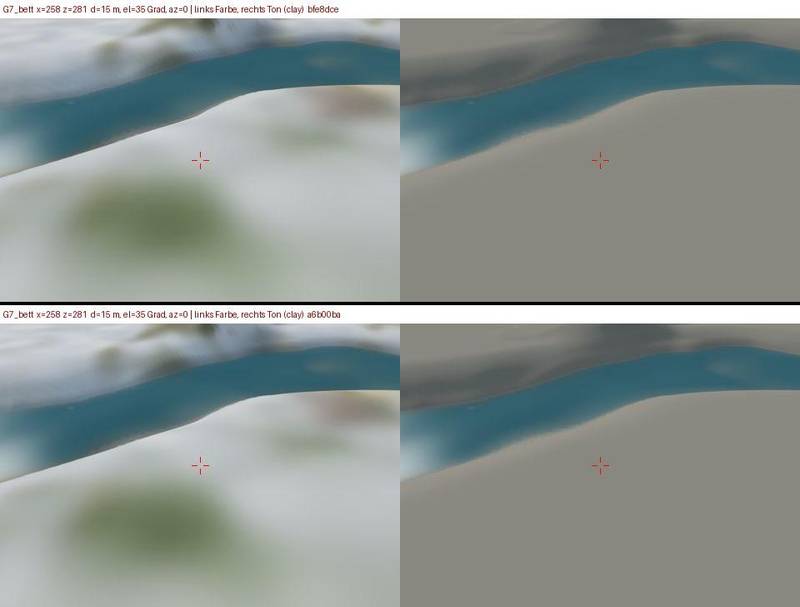 G7_bett x=258 z=281 d=15 m, el=35 Grad, az=0 | links Farbe, rechts Ton (clay) bfe8dce
G7_bett x=258 z=281 d=15 m, el=35 Grad, az=0 | links Farbe, rechts Ton (clay) a6b00ba